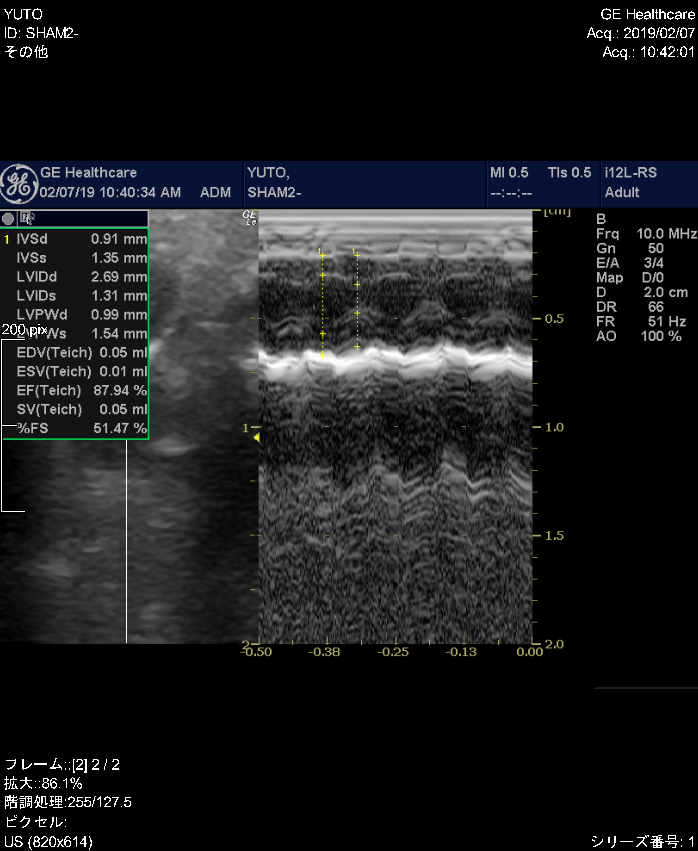 YUTO
ID: SHAM2-
その他
GE Healthcare
Acq.: 2019/02/07
Acq.: 10:42:01
GE Healthcare
02/07/19 10:40:34 AM ADM
YUTO,
SHAM2-
MI 0.5 TIs 0.5
--:--:--
i12L-RS
Adult
1 IVSd 0.91 mm
IVSs 1.35 mm
LVIDd 2.69 mm
LVIDs 1.31 mm
LVPWd 0.99 mm
200 pix
1.54 mm
EDV(Teich) 0.05 ml
ESV(Teich) 0.01 ml
EF(Teich) 87.94 %
SV(Teich) 0.05 ml
%FS 51.47 %
GE
1 1
0.5
1
1.0
1.5
2
2.0
-0.50 -0.38 -0.25 -0.13 0.00
B
Frq 10.0 MHz
Gn 50
E/A 3/4
Map D/0
D 2.0 cm
DR 66
FR 51 Hz
AO 100 %
フレーム::[2] 2 / 2
拡大::86.1%
階調処理:255/127.5
ピクセル:
US (820x614)
シリーズ番号: 1